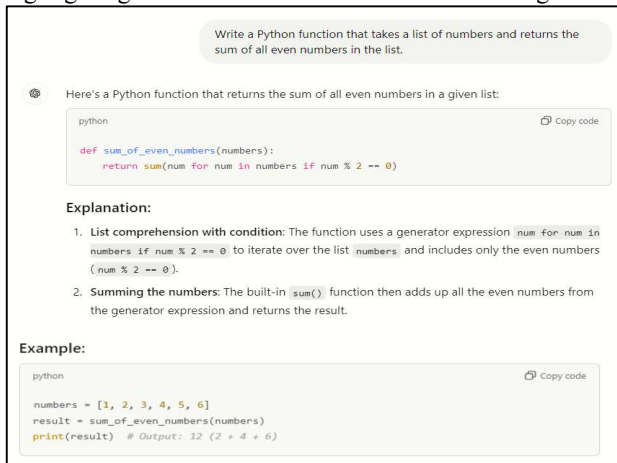 Write a Python function that takes a list of numbers and returns the
sum of all even numbers in the list.
Here's a Python function that returns the sum of all even numbers in a given list:
python Copy code
def sum_of_even_numbers(numbers):
    return sum(num for num in numbers if num % 2 == 0)
Explanation:
1. List comprehension with condition: The function uses a generator expression num for num in
numbers if num % 2 == 0 to iterate over the list numbers and includes only the even numbers
( num % 2 == 0 ).
2. Summing the numbers: The built-in sum() function then adds up all the even numbers from
the generator expression and returns the result.
Example:
python Copy code
numbers = [1, 2, 3, 4, 5, 6]
result = sum_of_even_numbers(numbers)
print(result)  # Output: 12 (2 + 4 + 6)